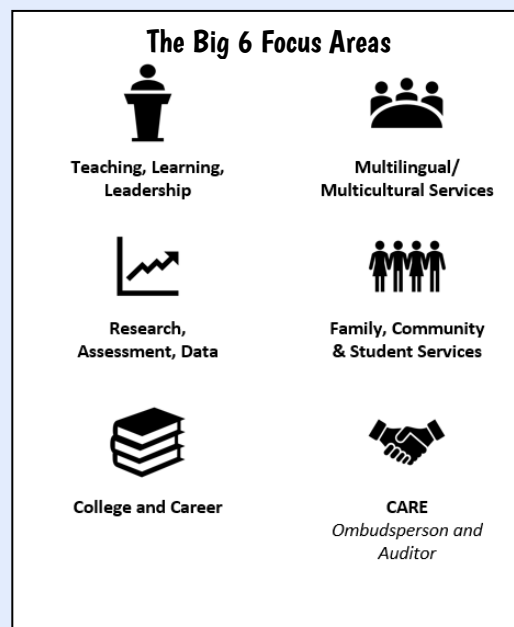 The Big 6 Focus Areas
Teaching, Learning,
Leadership
Multilingual/
Multicultural Services
Research,
Assessment, Data
Family, Community
& Student Services
College and Career
CARE
Ombudsperson and
Auditor